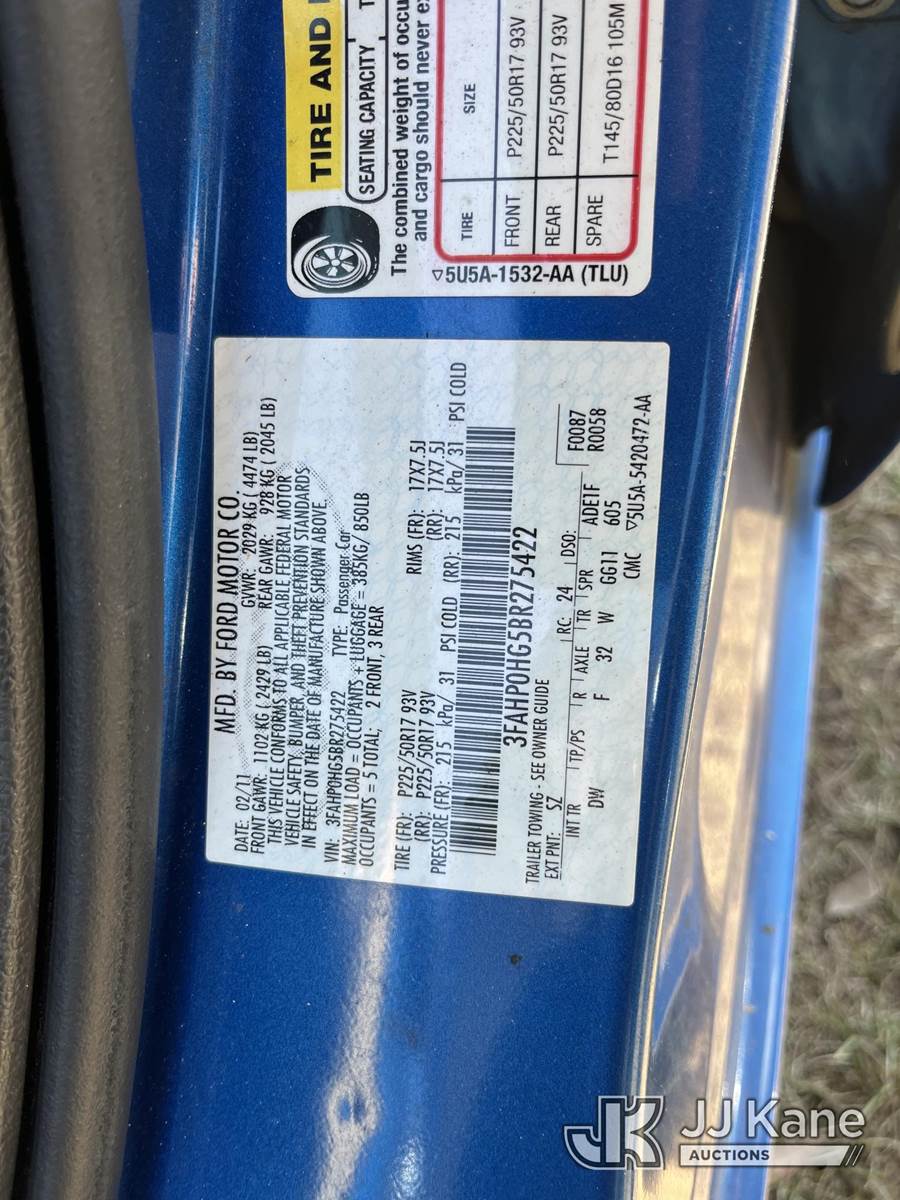 MFD. BY FORD MOTOR CO.
DATE: 02/11 GVWR: 2029 KG ( 4474 LB)
FRONT GAWR: 1102 KG ( 2429 LB) REAR GAWR: 928 KG ( 2045 LB)
THIS VEHICLE CONFORMS TO ALL APPLICABLE FEDERAL MOTOR
VEHICLE SAFETY, BUMPER, AND THEFT PREVENTION STANDARDS
IN EFFECT ON THE DATE OF MANUFACTURE SHOWN ABOVE.
VIN: 3FAHP0HG5BR275422 TYPE: Passenger Car
MAXIMUM LOAD = OCCUPANTS + LUGGAGE = 385KG/ 850LB
OCCUPANTS = 5 TOTAL; 2 FRONT, 3 REAR
TIRE (FR): P225/50R17 93V RIMS (FR): 17X7.5J
(RR): P225/50R17 93V (RR): 17X7.5J
PRESSURE (FR): 215 kPa/ 31 PSI COLD (RR): 215 kPa/ 31 PSI COLD
3FAHP0HG5BR275422
TRAILER TOWING - SEE OWNER GUIDE
EXT PNT: SZ RC: 24 DSO: F0087
INT TR TP/PS R AXLE TR SPR ADE1F R0058
DW F 32 W GG11 605
CMC ▽5U5A-5420472-AA
TIRE AND
SEATING CAPACITY
The combined weight of occu
and cargo should never
TIRE SIZE
FRONT P225/50R17 93V
REAR P225/50R17 93V
SPARE T145/80D16 105M
▽5U5A-1532-AA (TLU)
JK JJ Kane
AUCTIONS